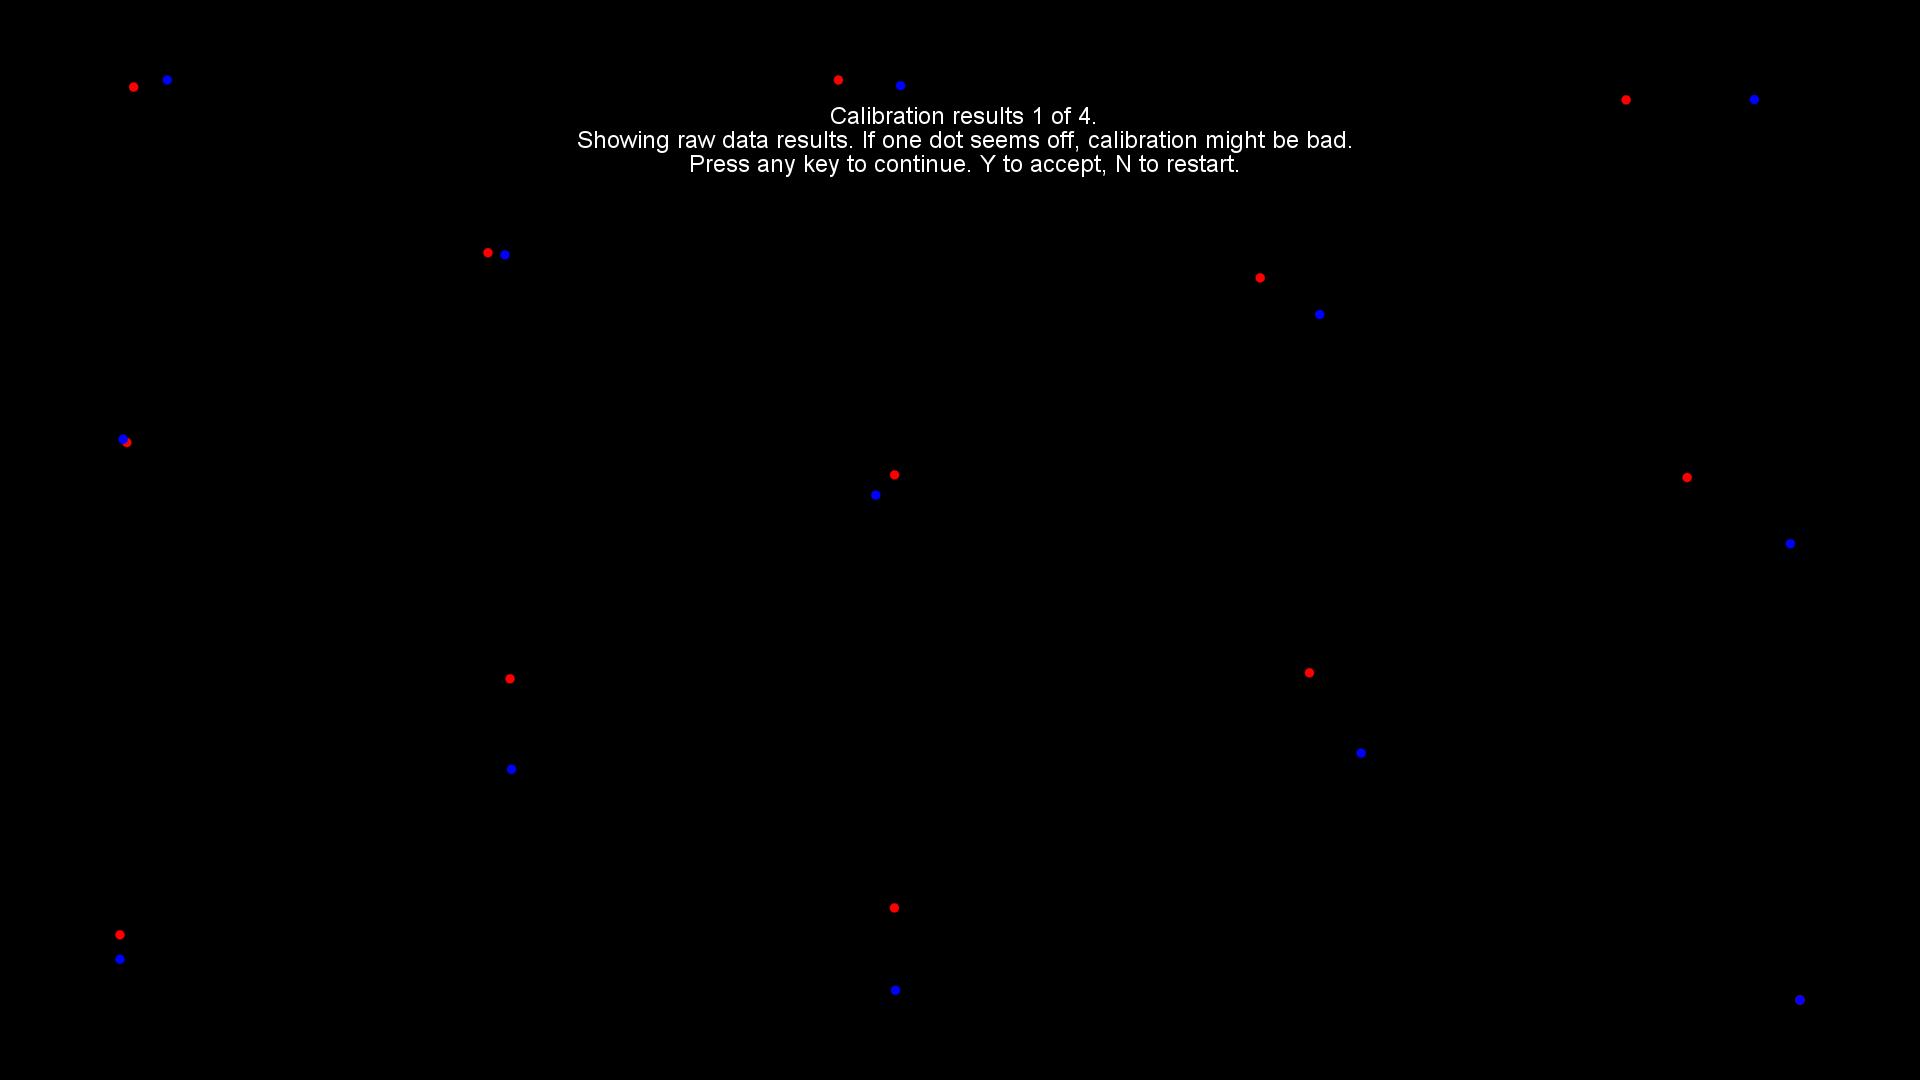 Calibration results 1 of 4.
Showing raw data results. If one dot seems off, calibration might be bad.
Press any key to continue. Y to accept, N to restart.